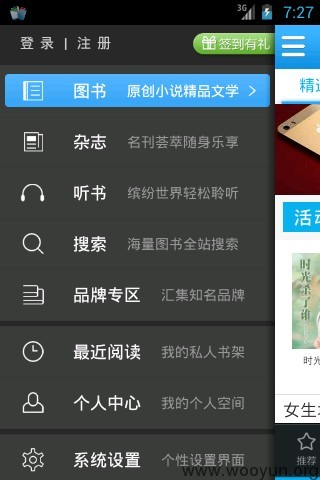 3G 7:27
登录 | 注册
签到有礼
精
图书 原创小说精品文学
杂志 名刊荟萃随身乐享
听书 缤纷世界轻松聆听
活
搜索 海量图书全站搜索
时光杀了谁
品牌专区 汇集知名品牌
最近阅读 我的私人书架
时光
个人中心 我的个人空间
女生
系统设置 个性设置界面
推荐
www.wooyun.org